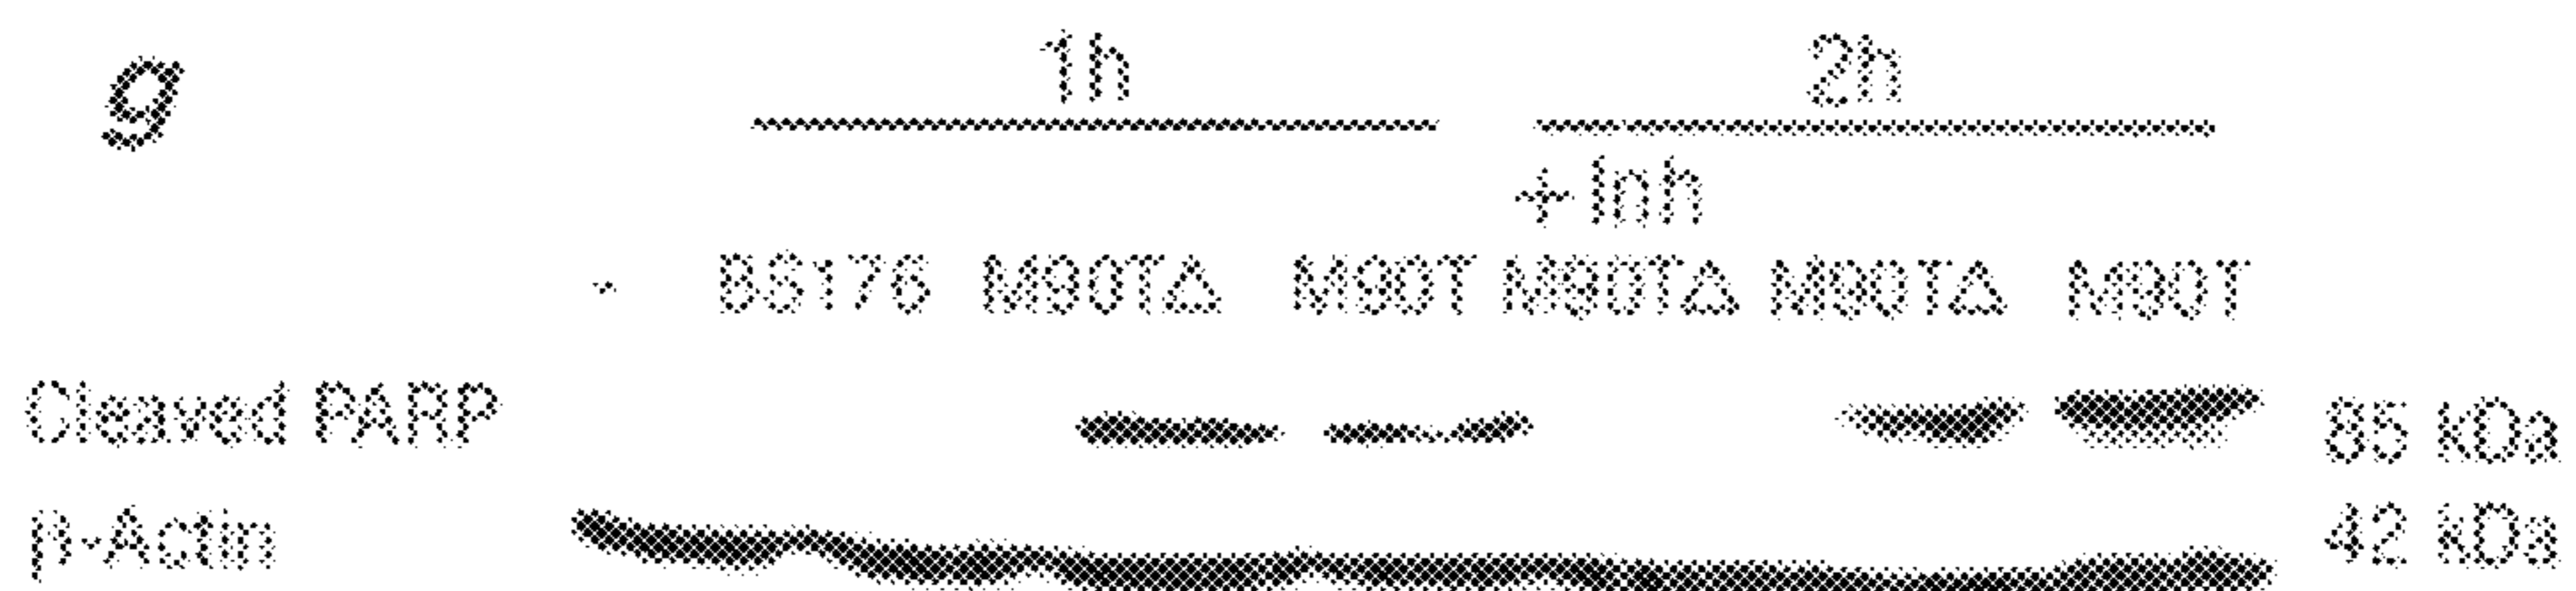 g
1h 2h
+ Inh
- BS176 M90TΔ M90T M90TΔ M90TΔ M90T
Cleaved PARP 85 kDa
β-Actin 42 kDa